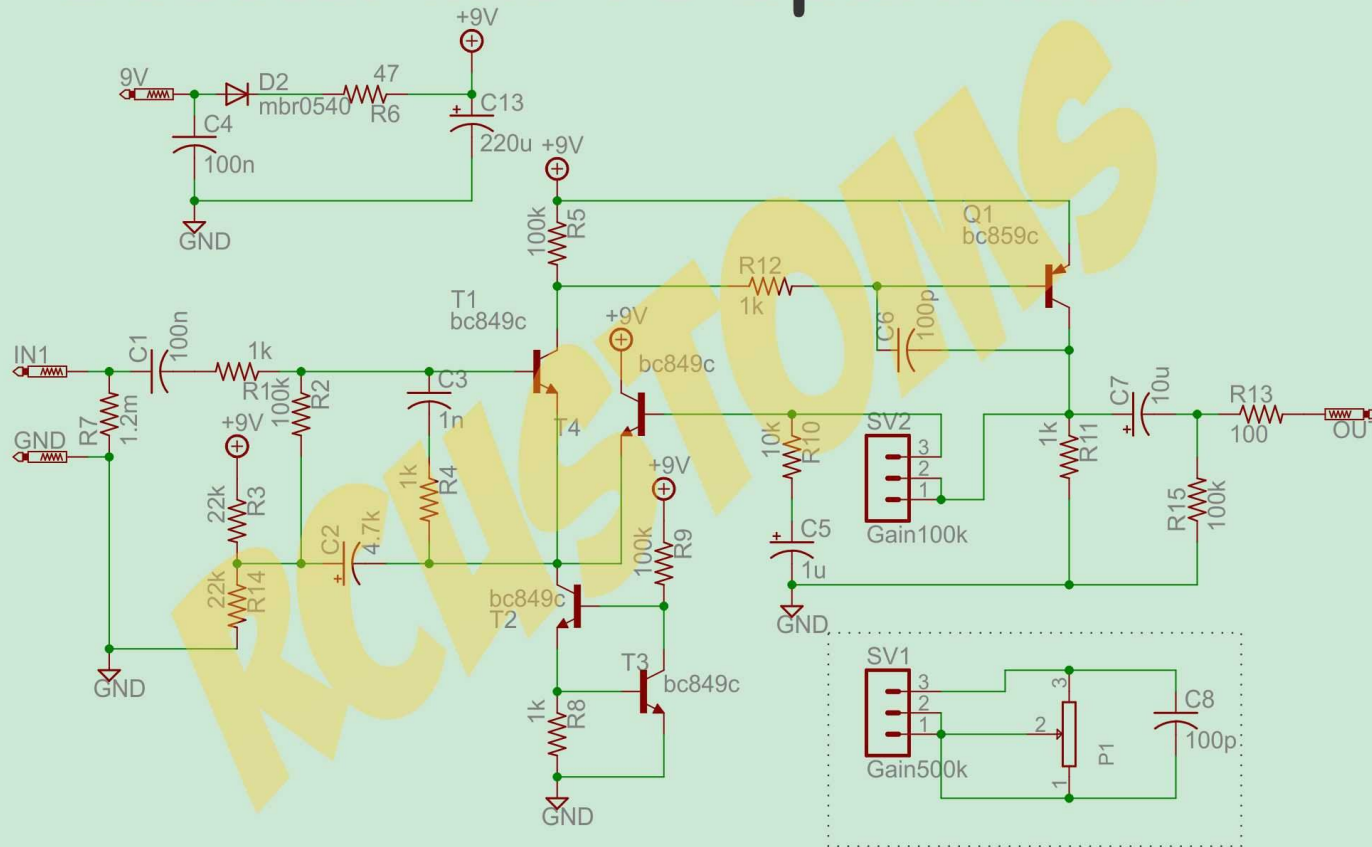 +9V
9V
D2
mbr0540
47
R6
C13
220u
C4
100n
GND
+9V
100k
R5
Q1
bc859c
R12
1k
C6
100p
T1
bc849c
+9V
bc849c
IN1
C1
100n
1k
R1
100k
R2
C3
1n
T4
R7
1.2m
GND
+9V
22k
R3
1k
R4
C2
4.7k
22k
R14
+9V
100k
R9
10k
R10
SV2
3
2
1
Gain100k
1k
R11
C7
10u
R13
100
OUT
R15
100k
C5
1u
GND
bc849c
T2
T3
bc849c
1k
R8
GND
GND
SV1
3
2
1
Gain500k
3
2
1
P1
C8
100p
RCUSTOMS